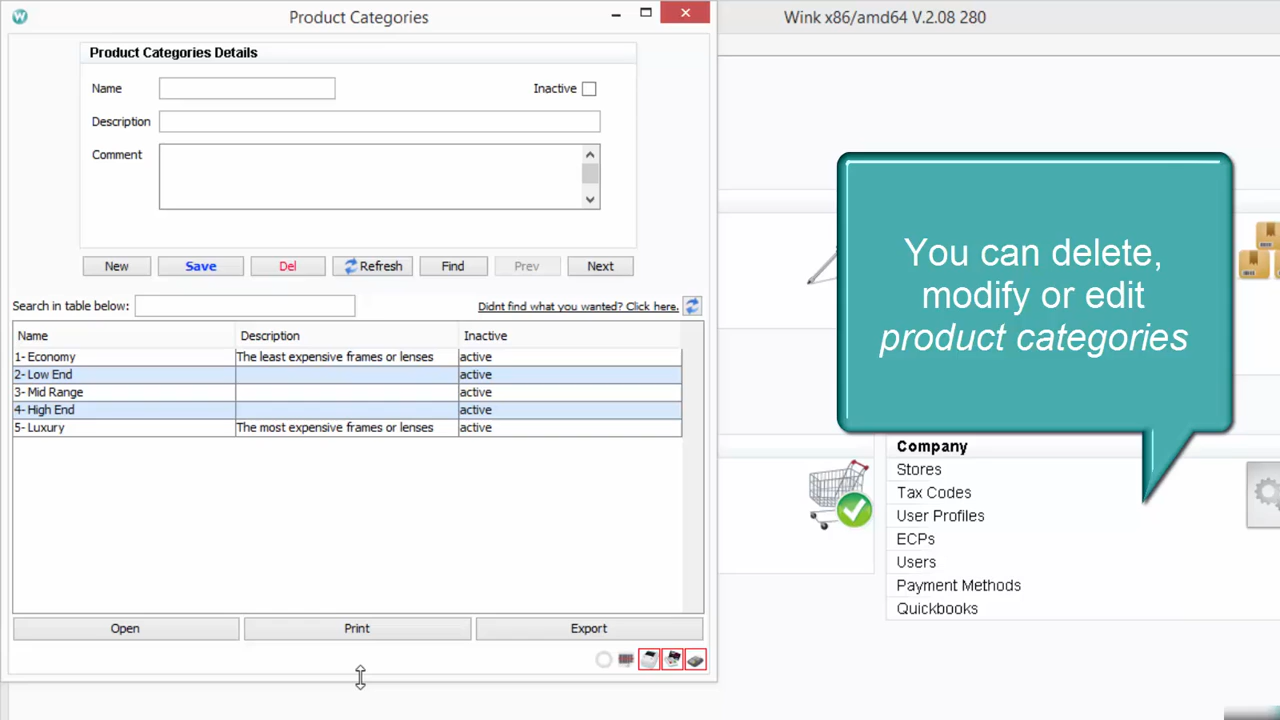 W
Product Categories
Wink x86/amd64 V.2.08 280
Product Categories Details
Name
Inactive
Description
Comment
New
Save
Del
Refresh
Find
Prev
Next
Search in table below:
Didnt find what you wanted? Click here.
Name Description Inactive
1- Economy The least expensive frames or lenses active
2- Low End active
3- Mid Range active
4- High End active
5- Luxury The most expensive frames or lenses active
Open
Print
Export
You can delete,
modify or edit
product categories
Company
Stores
Tax Codes
User Profiles
ECPs
Users
Payment Methods
Quickbooks